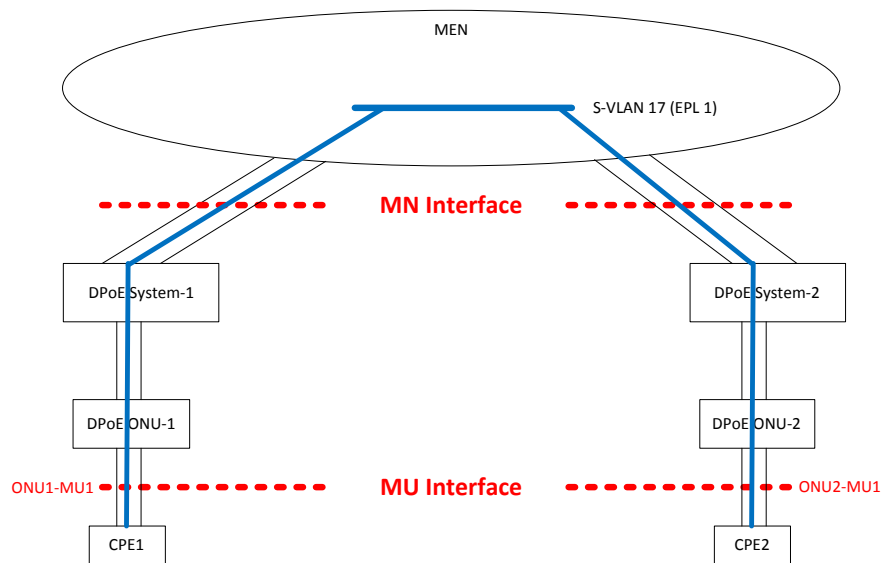 MEN
S-VLAN 17 (EPL 1)
MN Interface
DPoE System-1
DPoE System-2
DPoE ONU-1
DPoE ONU-2
ONU1-MU1
MU Interface
ONU2-MU1
CPE1
CPE2